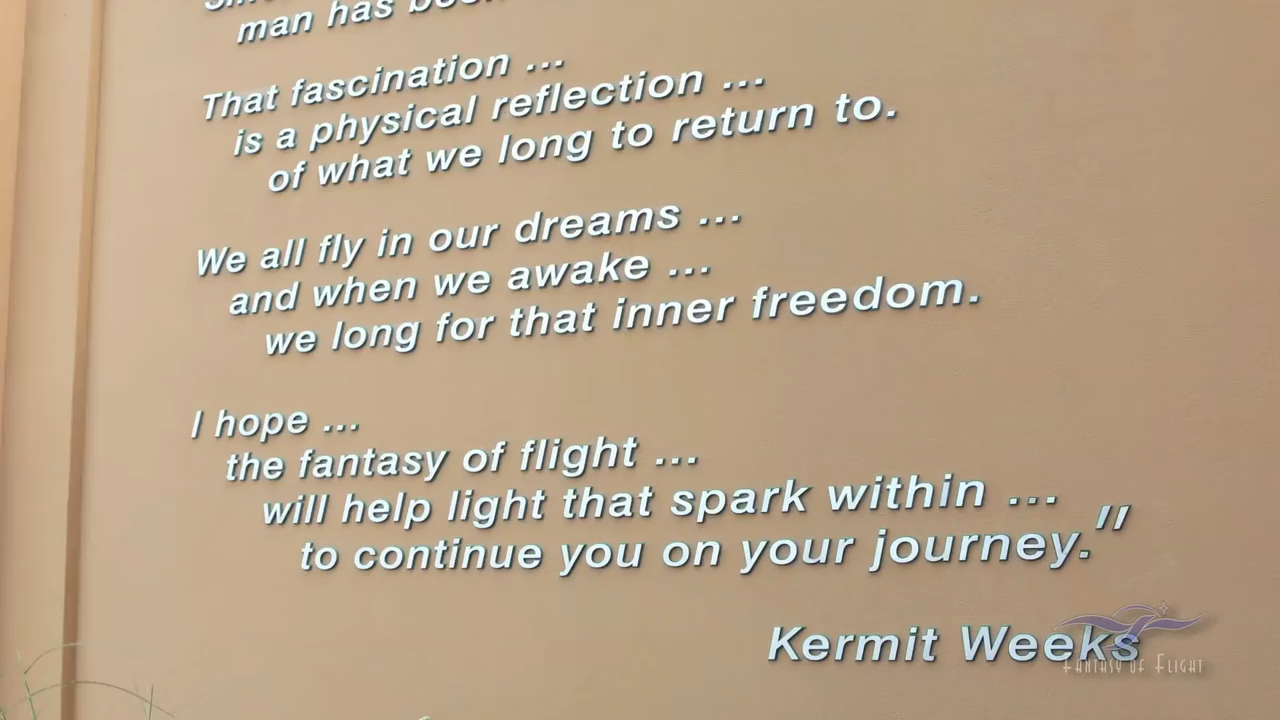 man has
That fascination ...
is a physical reflection ...
of what we long to return to.
We all fly in our dreams ...
and when we awake ...
we long for that inner freedom.
I hope ...
the fantasy of flight ...
will help light that spark within ...
to continue you on your journey."
Kermit Weeks
Fantasy of Flight